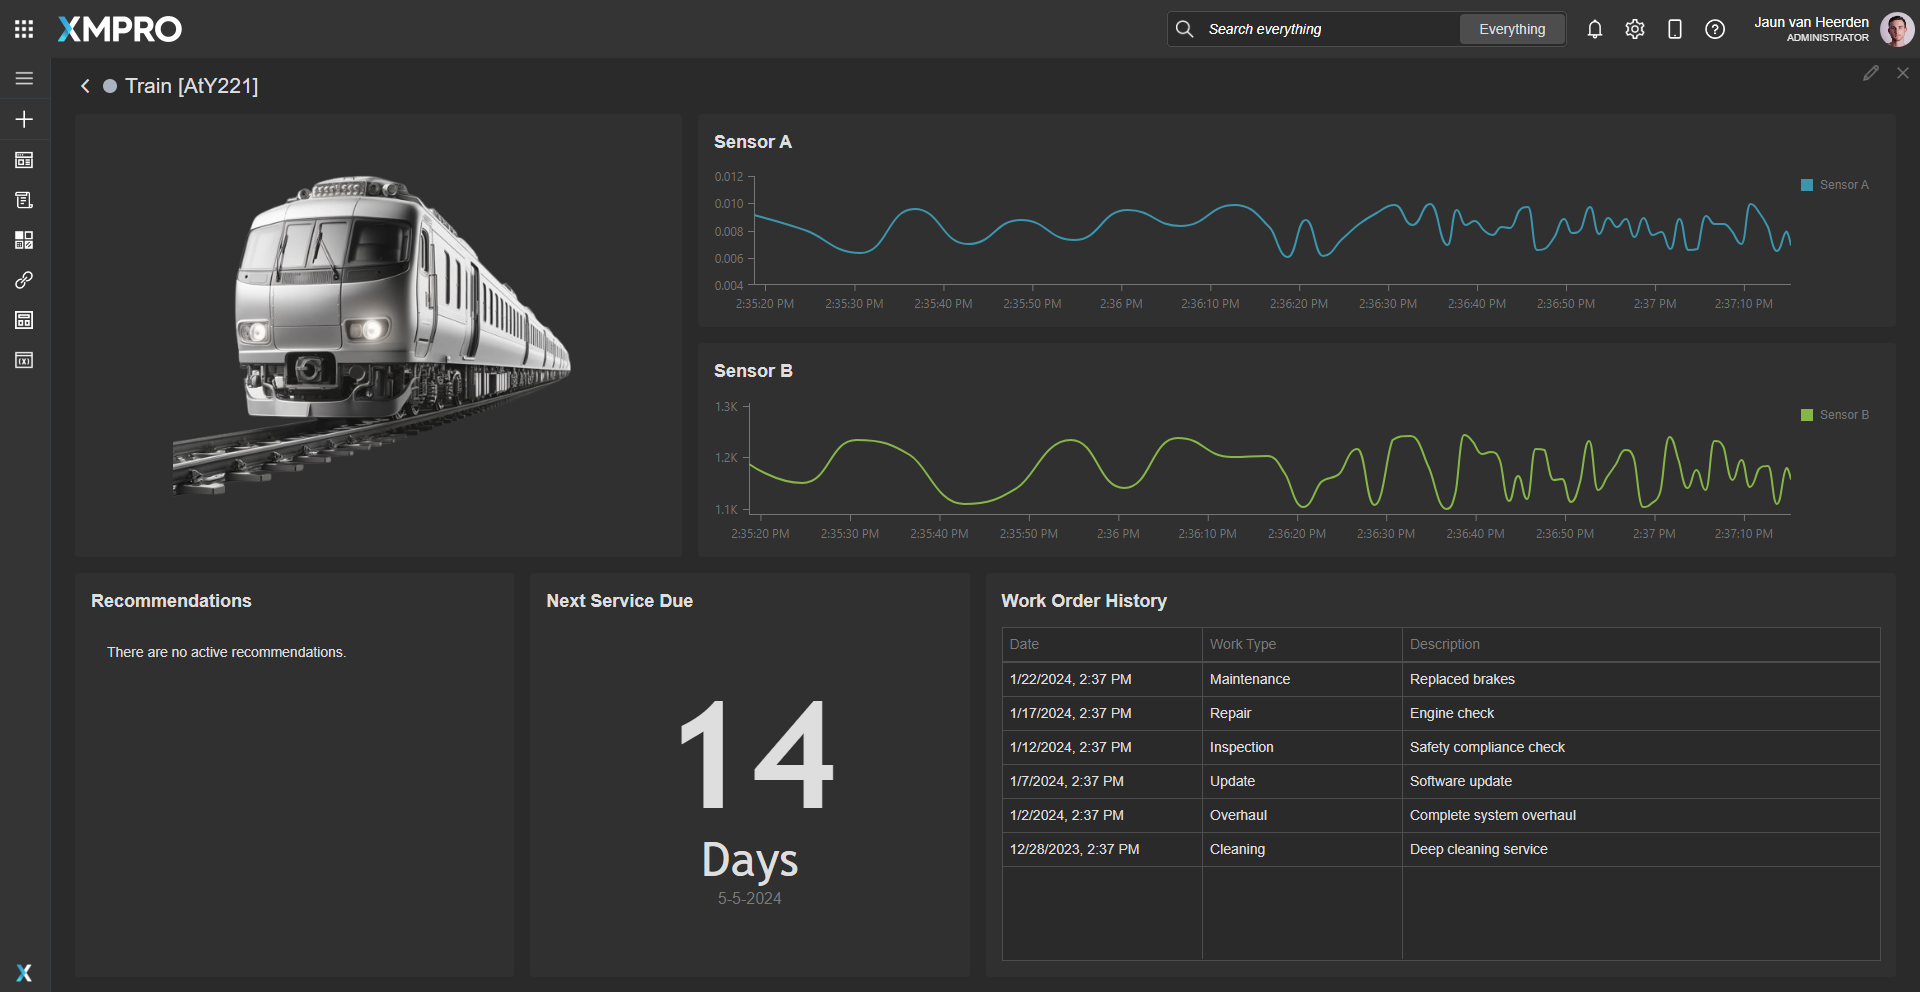 XMPRO
Search everything
Everything
Jaun van Heerden
ADMINISTRATOR
Train [AtY221]
Sensor A
0.012
0.010
0.008
0.006
0.004
2:35:20 PM 2:35:30 PM 2:35:40 PM 2:35:50 PM 2:36 PM 2:36:10 PM 2:36:20 PM 2:36:30 PM 2:36:40 PM 2:36:50 PM 2:37 PM 2:37:10 PM
Sensor A
Sensor B
1.3K
1.2K
1.1K
2:35:20 PM 2:35:30 PM 2:35:40 PM 2:35:50 PM 2:36 PM 2:36:10 PM 2:36:20 PM 2:36:30 PM 2:36:40 PM 2:36:50 PM 2:37 PM 2:37:10 PM
Sensor B
Recommendations
There are no active recommendations.
Next Service Due
14
Days
5-5-2024
Work Order History
Date Work Type Description
1/22/2024, 2:37 PM Maintenance Replaced brakes
1/17/2024, 2:37 PM Repair Engine check
1/12/2024, 2:37 PM Inspection Safety compliance check
1/7/2024, 2:37 PM Update Software update
1/2/2024, 2:37 PM Overhaul Complete system overhaul
12/28/2023, 2:37 PM Cleaning Deep cleaning service